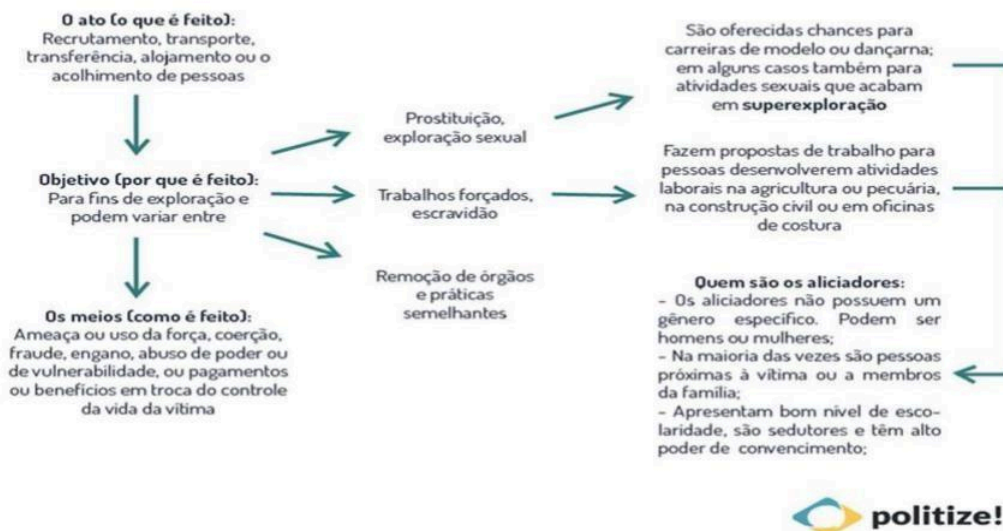 O ato (o que é feito):
Recrutamento, transporte,
transferência, alojamento ou o
acolhimento de pessoas
Objetivo (por que é feito):
Para fins de exploração e
podem variar entre
Os meios (como é feito):
Ameaça ou uso da força, coerção,
fraude, engano, abuso de poder ou
de vulnerabilidade, ou pagamentos
ou benefícios em troca do controle
da vida da vítima
Prostituição,
exploração sexual
Trabalhos forçados,
escravidão
Remoção de órgãos
e práticas
semelhantes
São oferecidas chances para
carreiras de modelo ou dançarna;
em alguns casos também para
atividades sexuais que acabam
em superexploração
Fazem propostas de trabalho para
pessoas desenvolverem atividades
laborais na agricultura ou pecuária,
na construção civil ou em oficinas
de costura
Quem são os aliciadores:
- Os aliciadores não possuem um
gênero específico. Podem ser
homens ou mulheres;
- Na maioria das vezes são pessoas
próximas à vítima ou a membros
da família;
- Apresentam bom nível de esco-
laridade, são sedutores e têm alto
poder de convencimento;
politize!